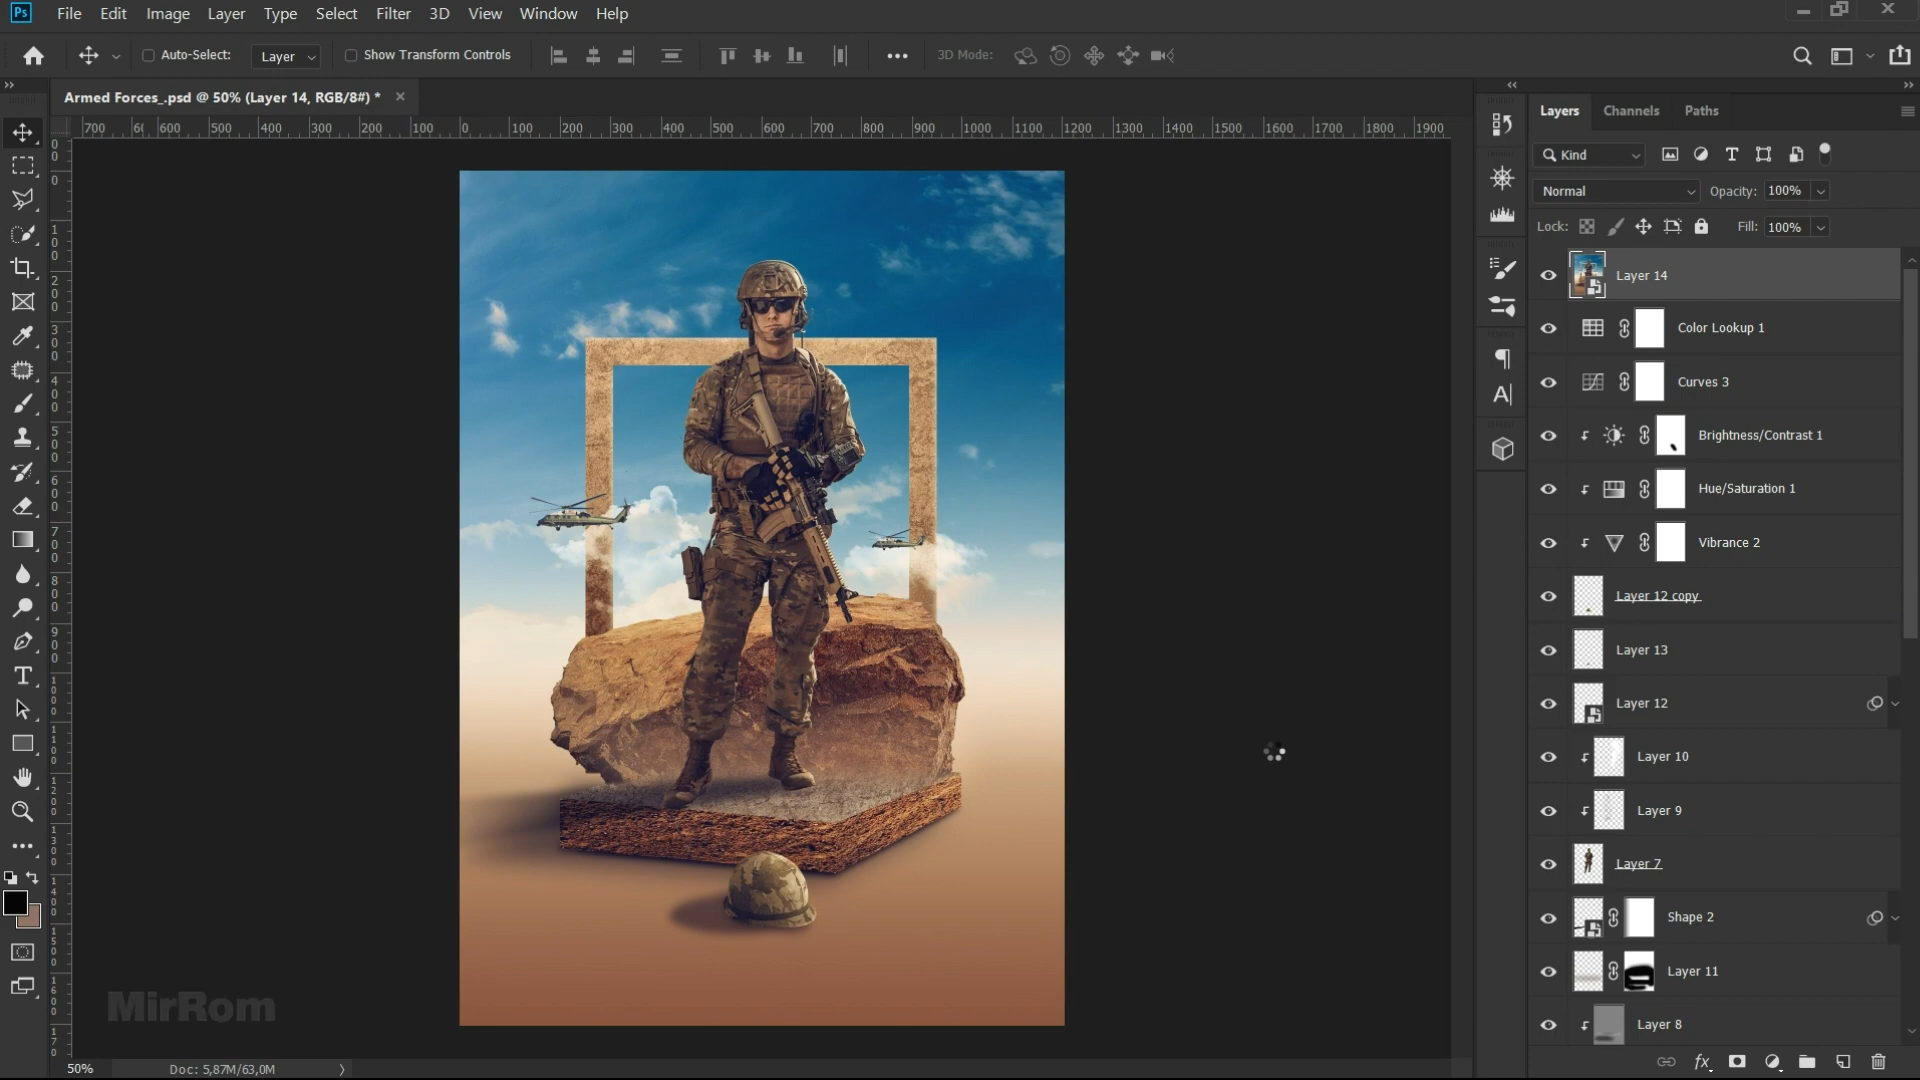 Ps File Edit Image Layer Type Select Filter 3D View Window Help
Auto-Select: Layer Show Transform Controls 3D Mode:
Armed Forces_.psd @ 50% (Layer 14, RGB/8#) *
700 600 500 400 300 200 100 0 100 200 300 400 500 600 700 800 900 1000 1100 1200 1300 1400 1500 1600 1700 1800 1900
Layers Channels Paths
Kind
Normal Opacity: 100%
Lock: Fill: 100%
Layer 14
Color Lookup 1
Curves 3
Brightness/Contrast 1
Hue/Saturation 1
Vibrance 2
Layer 12 copy
Layer 13
Layer 12
Layer 10
Layer 9
Layer 7
Shape 2
Layer 11
Layer 8
MirRom
50% Doc: 5,87M/63,0M